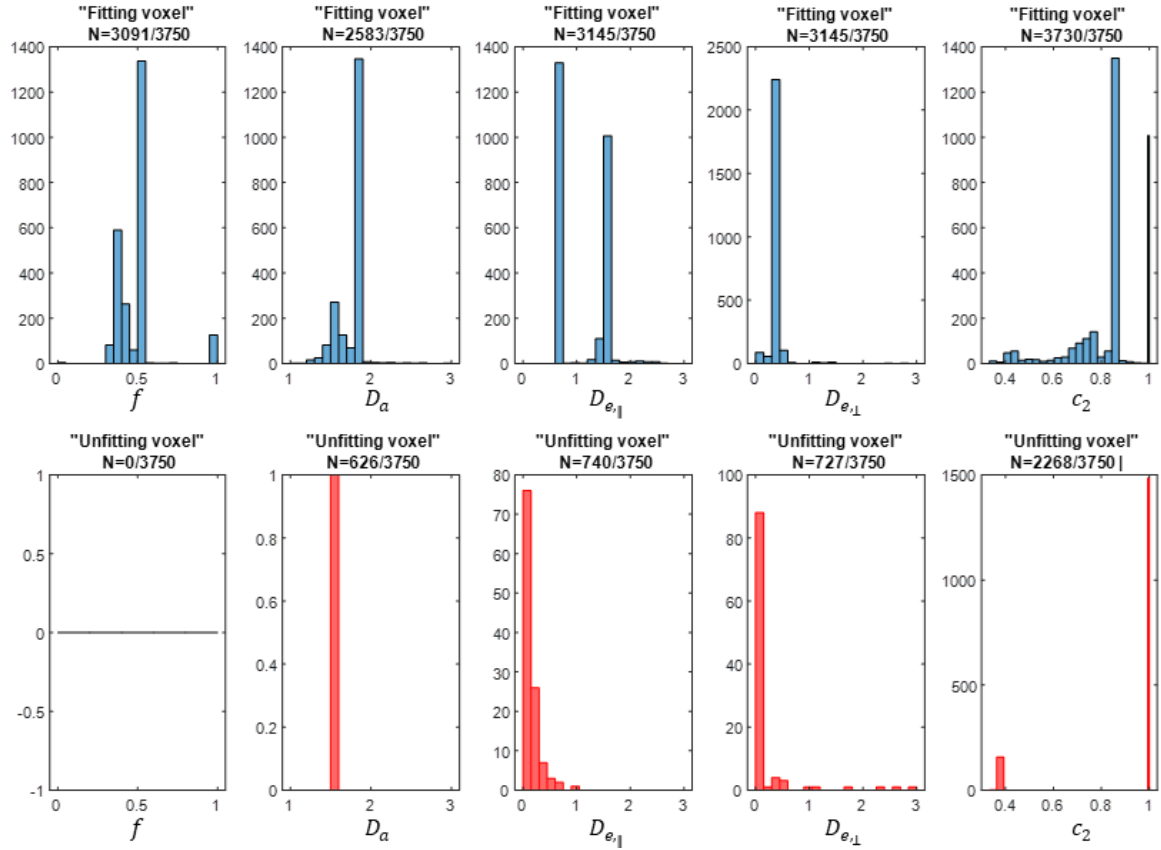 "Fitting voxel" "Fitting voxel" "Fitting voxel" "Fitting voxel" "Fitting voxel"
N=3091/3750 N=2583/3750 N=3145/3750 N=3145/3750 N=3730/3750
1400 1400 1400 2500 1400
1200 1200 1200 2000 1200
1000 1000 1000 1500 1000
800 800 800 1000 800
600 600 600 500 600
400 400 400 0 400
200 200 200 200
0 0 0 0
0 0.5 1 1 2 3 0 1 2 3 0 1 2 3 0.4 0.6 0.8 1
f D_a D_{e,∥} D_{e,⊥} c_2
"Unfitting voxel" "Unfitting voxel" "Unfitting voxel" "Unfitting voxel" "Unfitting voxel"
N=0/3750 N=626/3750 N=740/3750 N=727/3750 N=2268/3750 |
1 1 80 100 1500
0.5 0.8 70 80 1000
0 0.6 60 60 500
-0.5 0.4 50 40 0
-1 0.2 40 20
0 30 0
20
10
0
0 0.5 1 1 2 3 0 1 2 3 0 1 2 3 0.4 0.6 0.8 1
f D_a D_{e,∥} D_{e,⊥} c_2